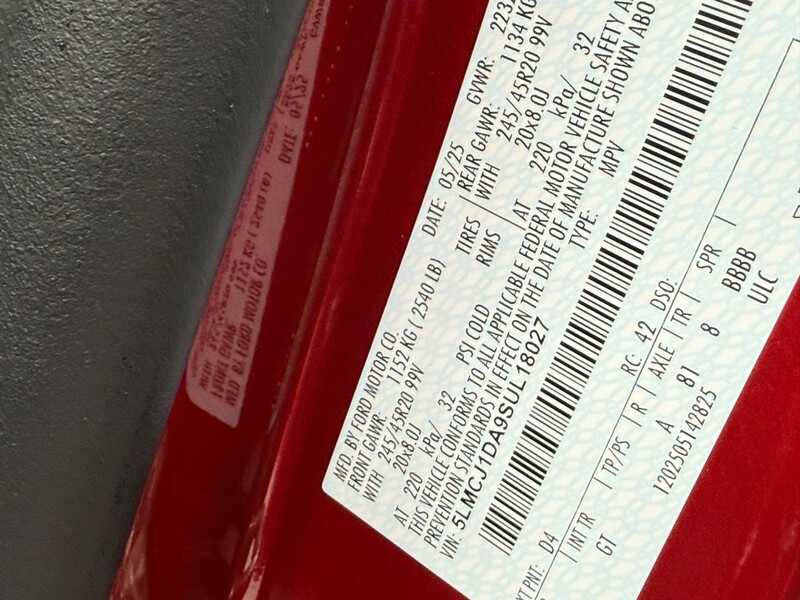 MFD. BY FORD MOTOR CO.
DATE: 05/25
GVWR: 2232
FRONT GAWR: 1152 KG ( 2540 LB)
REAR GAWR: 1134 KG
WITH 245/45R20 99V
TIRES WITH 245/45R20 99V
20x8.0J
RIMS 20x8.0J
AT 220 kPa/ 32 PSI COLD
AT 220 kPa/ 32
THIS VEHICLE CONFORMS TO ALL APPLICABLE FEDERAL MOTOR VEHICLE SAFETY A
PREVENTION STANDARDS IN EFFECT ON THE DATE OF MANUFACTURE SHOWN ABO
VIN: 5LMCJ1DA9SUL18027
TYPE: MPV
XT PNT: D4
RC: 42 DSO:
INT TR TP/PS R AXLE TR SPR
GT A 81 8 BBBB
1202505142825
ULC